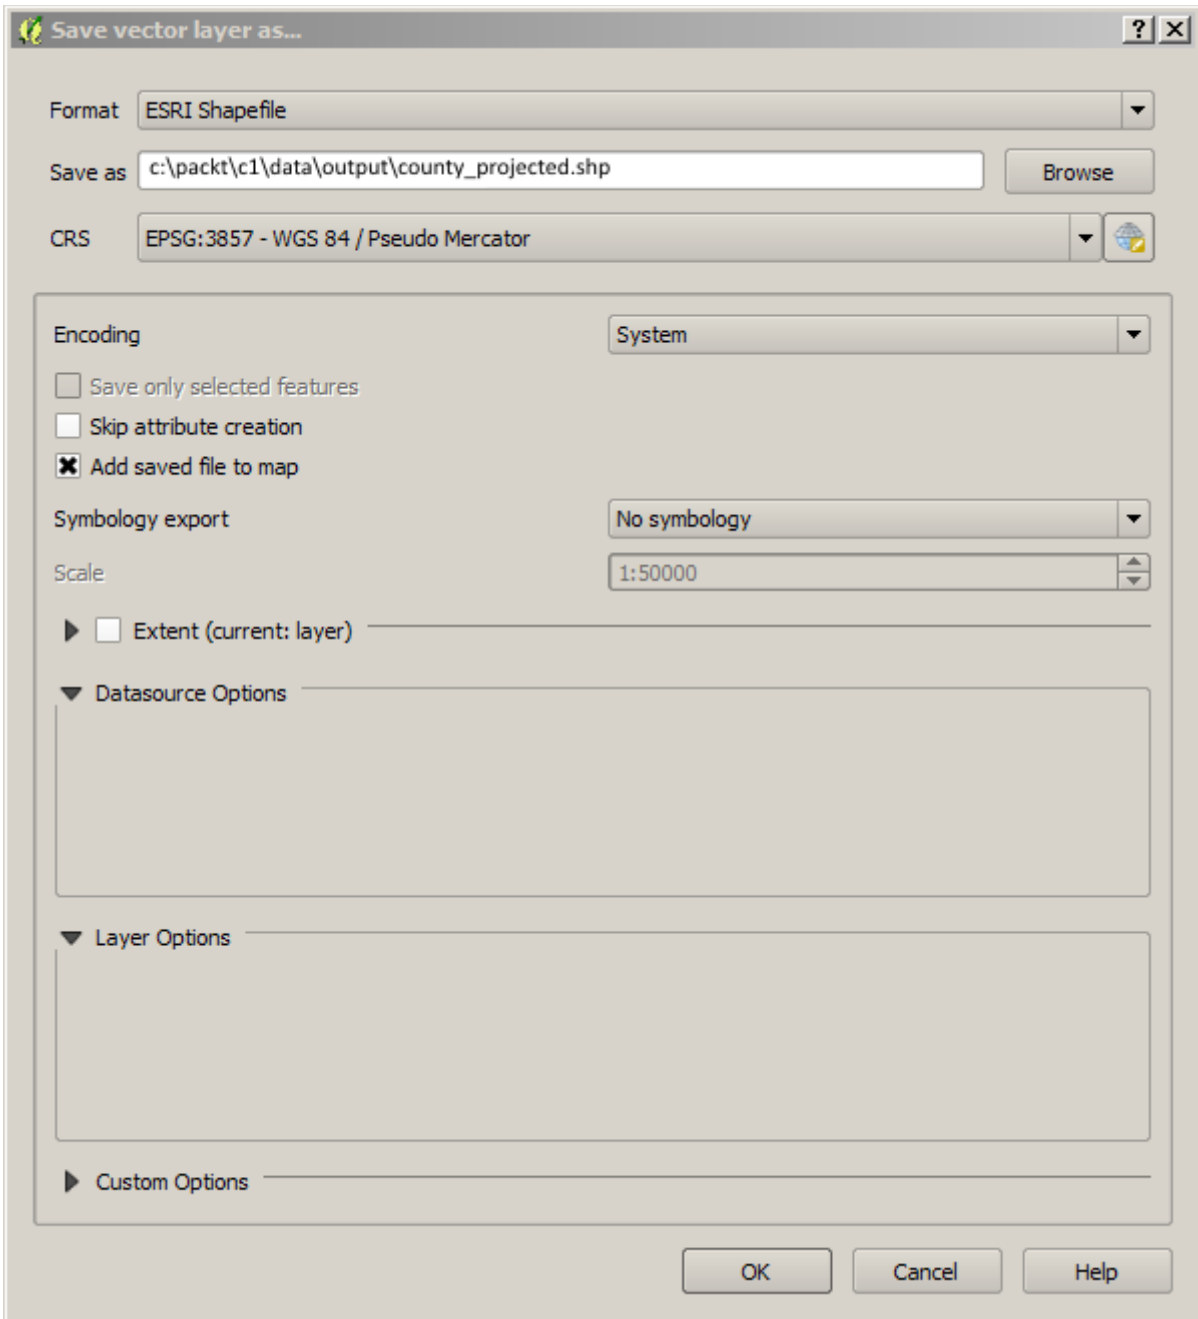 Save vector layer as...
Format ESRI Shapefile
Save as c:\packt\c1\data\output\county_projected.shp Browse
CRS EPSG:3857 - WGS 84 / Pseudo Mercator
Encoding System
Save only selected features
Skip attribute creation
Add saved file to map
Symbology export No symbology
Scale 1:50000
Extent (current: layer)
Datasource Options
Layer Options
Custom Options
OK Cancel Help